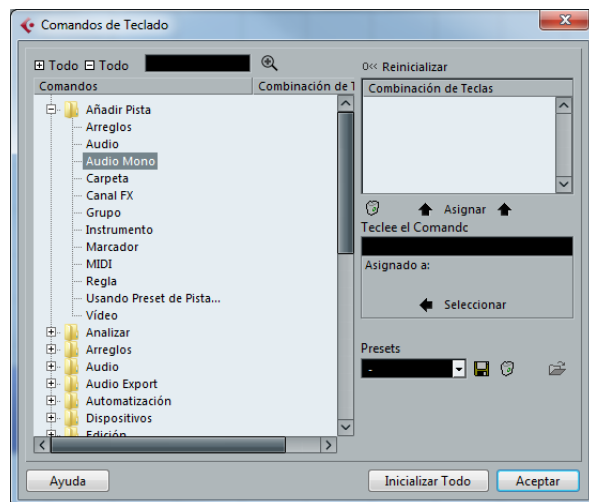 Comandos de Teclado
Todo Todo
0<< Reinicializar
Comandos Combinación de T
Combinación de Teclas
Añadir Pista
Arreglos
Audio
Audio Mono
Carpeta
Canal FX
Grupo
Instrumento
Marcador
MIDI
Regla
Usando Preset de Pista...
Vídeo
Analizar
Arreglos
Audio
Audio Export
Automatización
Dispositivos
Edición
Asignar
Teclee el Comandc
Asignado a:
Seleccionar
Presets
-
Ayuda
Inicializar Todo
Aceptar